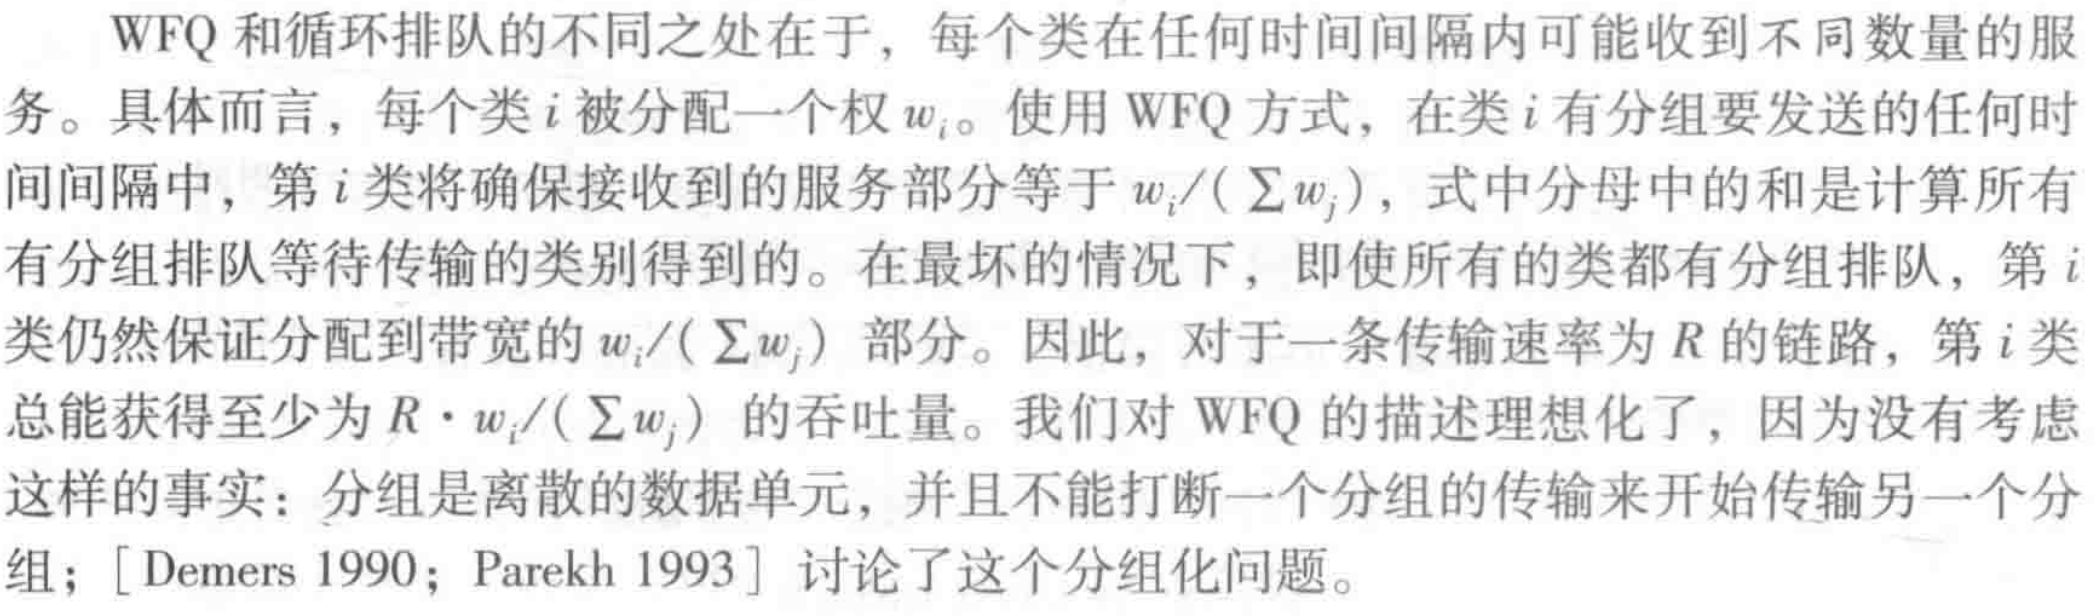 WFQ 和循环排队的不同之处在于，每个类在任何时间间隔内可能收到不同数量的服
务。具体而言，每个类 i 被分配一个权 wᵢ。使用 WFQ 方式，在类 i 有分组要发送的任何时
间间隔中，第 i 类将确保接收到的服务部分等于 wᵢ/(∑wⱼ)，式中分母中的和是计算所有
有分组排队等待传输的类别得到的。在最坏的情况下，即使所有的类都有分组排队，第 i
类仍然保证分配到带宽的 wᵢ/(∑wⱼ) 部分。因此，对于一条传输速率为 R 的链路，第 i 类
总能获得至少为 R · wᵢ/(∑wⱼ) 的吞吐量。我们对 WFQ 的描述理想化了，因为没有考虑
这样的事实：分组是离散的数据单元，并且不能打断一个分组的传输来开始传输另一个分
组；[Demers 1990；Parekh 1993] 讨论了这个分组化问题。